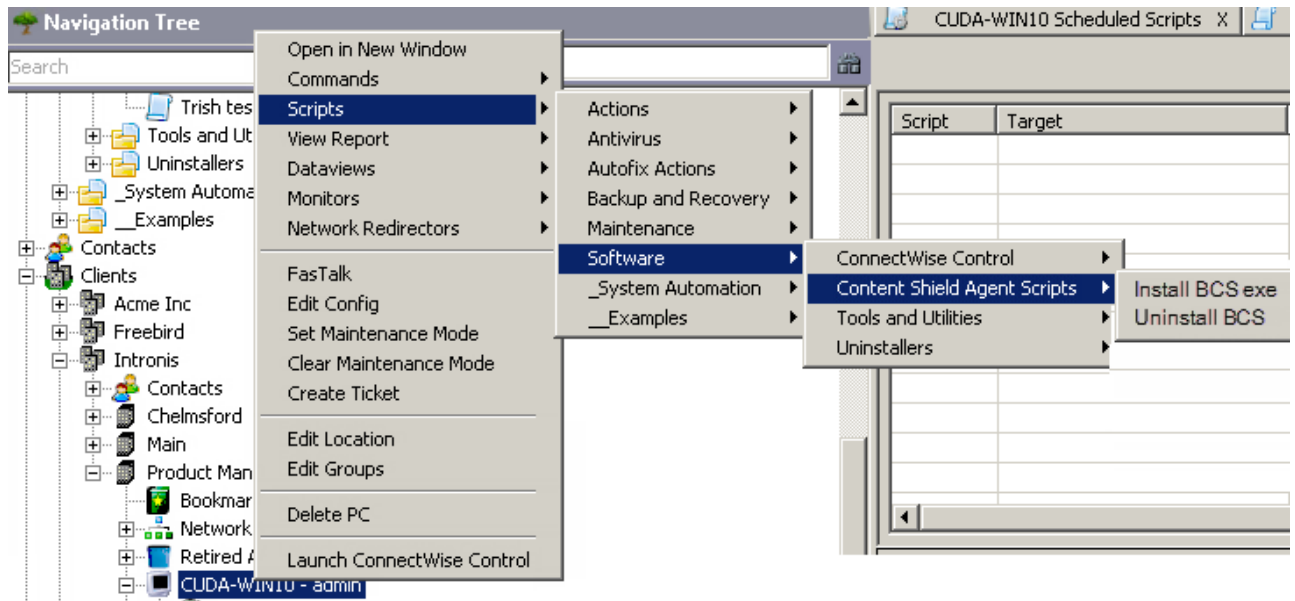 Navigation Tree
CUDA-WIN10 Scheduled Scripts X
Search
Trish tes
Tools and Ut
Uninstallers
_System Automa
__Examples
Contacts
Clients
Acme Inc
Freebird
Intronis
Contacts
Chelmsford
Main
Product Man
Bookmar
Network
Retired A
CUDA-WIN10 - admin
Open in New Window
Commands
Scripts
View Report
Dataviews
Monitors
Network Redirectors
FasTalk
Edit Config
Set Maintenance Mode
Clear Maintenance Mode
Create Ticket
Edit Location
Edit Groups
Delete PC
Launch ConnectWise Control
Actions
Antivirus
Autofix Actions
Backup and Recovery
Maintenance
Software
_System Automation
__Examples
ConnectWise Control
Content Shield Agent Scripts
Tools and Utilities
Uninstallers
Install BCS exe
Uninstall BCS
Script Target